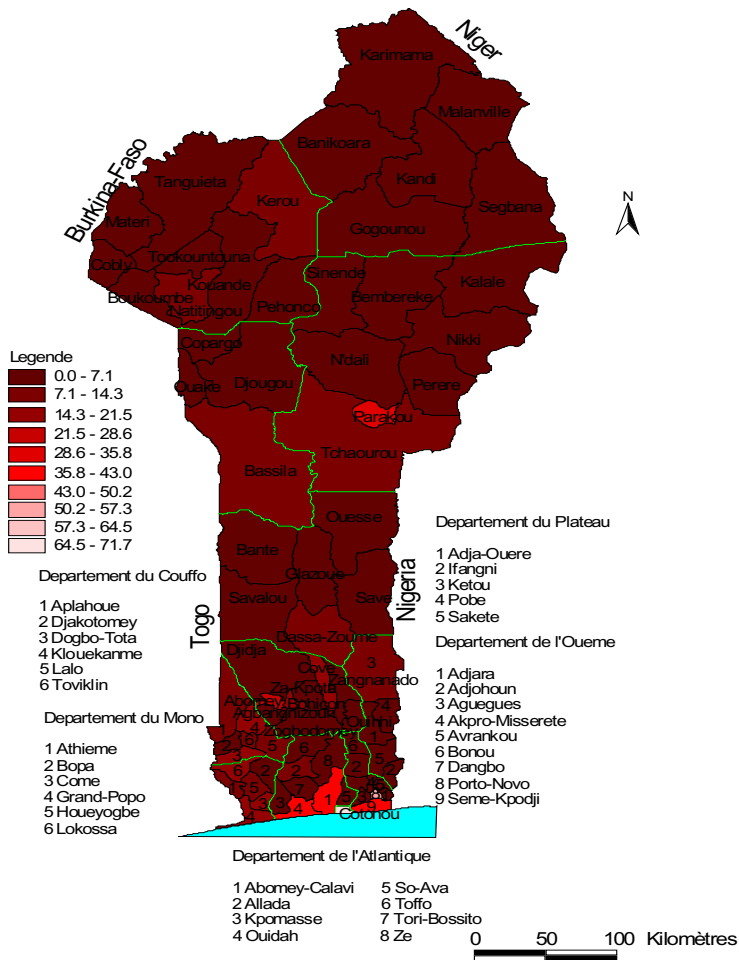 Niger
Karimama
Malanville
Banikoara
Kandi
Burkina-Faso
Tanguieta
Kerou
Segbana
Materi
Gogounou
N
Cobly
Tookountouna
Sinende
Kalale
Kouande
Bembereke
Boukoumbe
Natitingou
Pehonco
Nikki
Copargo
N'dali
Ouake
Djougou
Perere
Parakou
Tchaourou
Bassila
Legende
0.0 - 7.1
7.1 - 14.3
14.3 - 21.5
21.5 - 28.6
28.6 - 35.8
35.8 - 43.0
43.0 - 50.2
50.2 - 57.3
57.3 - 64.5
64.5 - 71.7
Ouesse
Bante
Glazoue
Savalou
Save
Togo
Nigeria
Dassa-Zoume
Djidja
Cove
Zangnanado
Za-Kpota
Abomey
Bohicon
Agbangnizoun
Zogbodomey
Ouinhi
Cotonou
Departement du Couffo
1 Aplahoue
2 Djakotomey
3 Dogbo-Tota
4 Klouekanme
5 Lalo
6 Toviklin
Departement du Mono
1 Athieme
2 Bopa
3 Come
4 Grand-Popo
5 Houeyogbe
6 Lokossa
Departement du Plateau
1 Adja-Ouere
2 Ifangni
3 Ketou
4 Pobe
5 Sakete
Departement de l'Oueme
1 Adjara
2 Adjohoun
3 Aguegues
4 Akpro-Misserete
5 Avrankou
6 Bonou
7 Dangbo
8 Porto-Novo
9 Seme-Kpodji
Departement de l'Atlantique
1 Abomey-Calavi
2 Allada
3 Kpomasse
4 Ouidah
5 So-Ava
6 Toffo
7 Tori-Bossito
8 Ze
0 50 100 Kilomètres